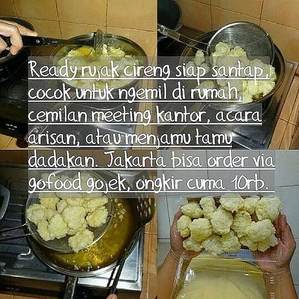 Ready rujak cireng siap santap,
cocok untuk ngemil di rumah,
cemilan meeting kantor, acara
arisan, atau menjamu tamu
dadakan. Jakarta bisa order via
gofood gojek, ongkir cuma 10rb.